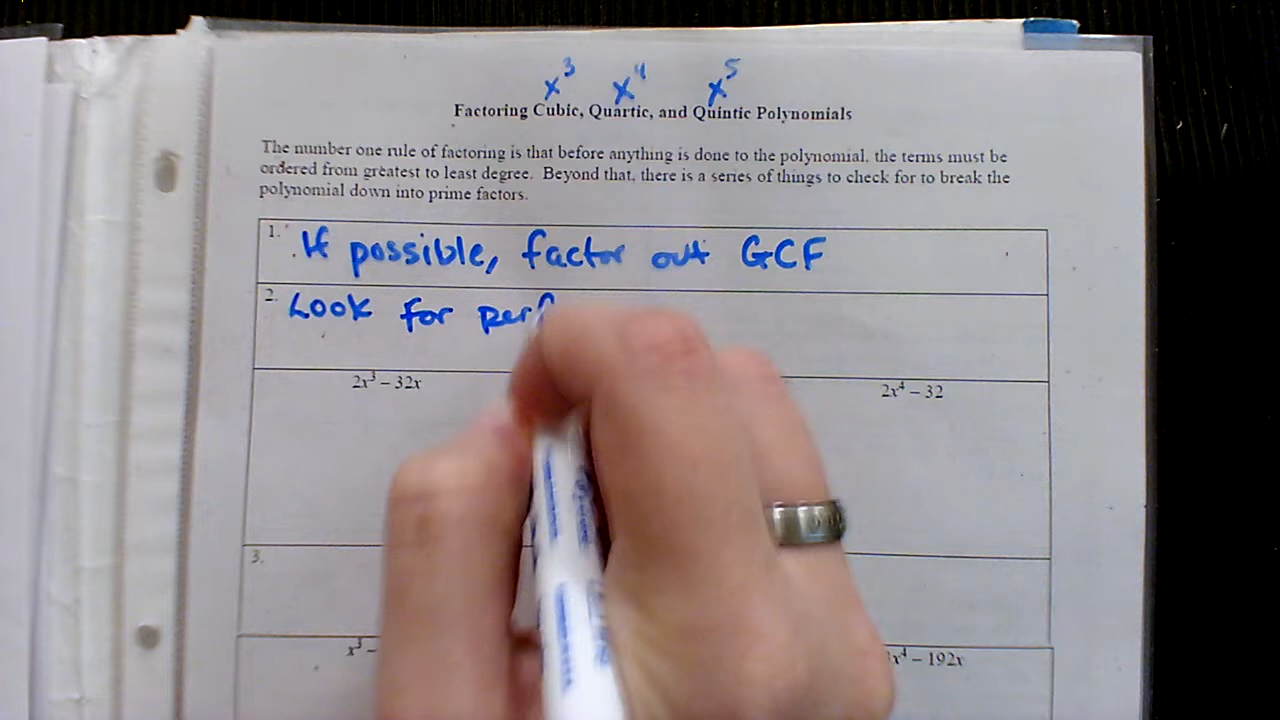 x³ x⁴ x⁵
Factoring Cubic, Quartic, and Quintic Polynomials
The number one rule of factoring is that before anything is done to the polynomial, the terms must be
ordered from greatest to least degree. Beyond that, there is a series of things to check for to break the
polynomial down into prime factors.
1. If possible, factor out GCF
2. Look for perf
2x³ – 32x 2x⁴ – 32
3.
x³ – x⁴ – 192x